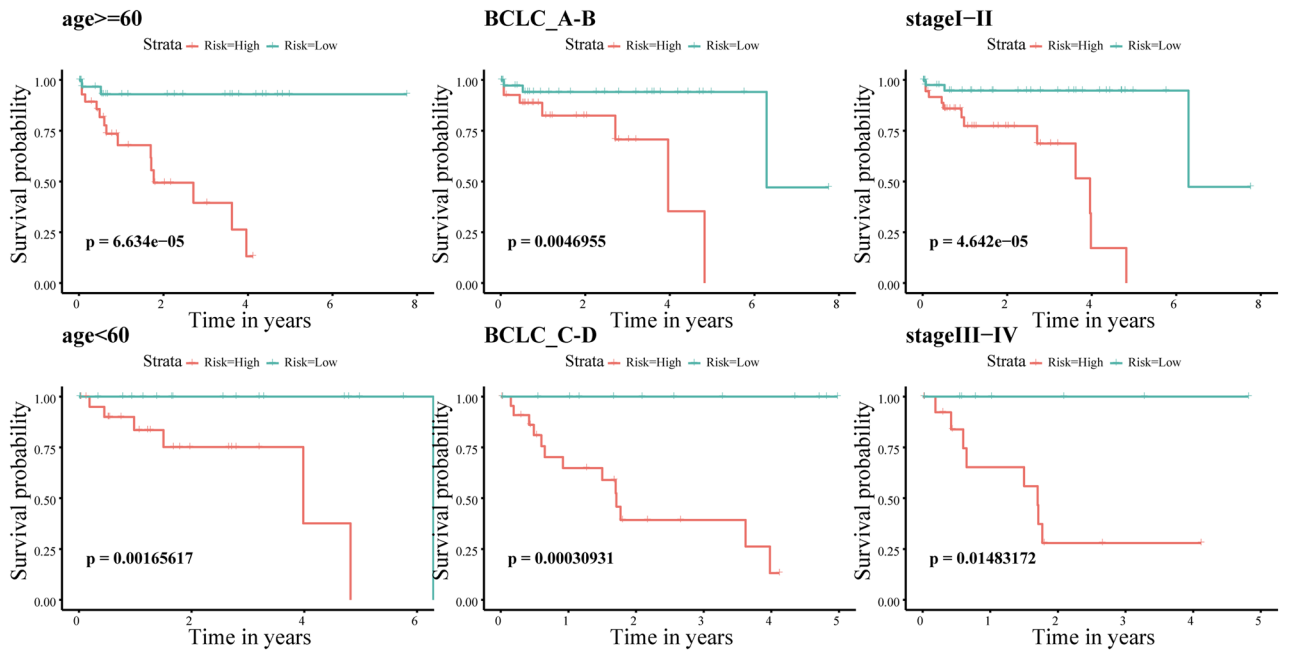 age>=60
Strata Risk=High Risk=Low
Survival probability
1.00
0.75
0.50
0.25
0.00
p = 6.634e−05
0 2 4 6 8
Time in years
BCLC_A-B
Strata Risk=High Risk=Low
Survival probability
1.00
0.75
0.50
0.25
0.00
p = 0.0046955
0 2 4 6 8
Time in years
stageI−II
Strata Risk=High Risk=Low
Survival probability
1.00
0.75
0.50
0.25
0.00
p = 4.642e−05
0 2 4 6 8
Time in years
age<60
Strata Risk=High Risk=Low
Survival probability
1.00
0.75
0.50
0.25
0.00
p = 0.00165617
0 2 4 6
Time in years
BCLC_C-D
Strata Risk=High Risk=Low
Survival probability
1.00
0.75
0.50
0.25
0.00
p = 0.00030931
0 1 2 3 4 5
Time in years
stageIII−IV
Strata Risk=High Risk=Low
Survival probability
1.00
0.75
0.50
0.25
0.00
p = 0.01483172
0 1 2 3 4 5
Time in years